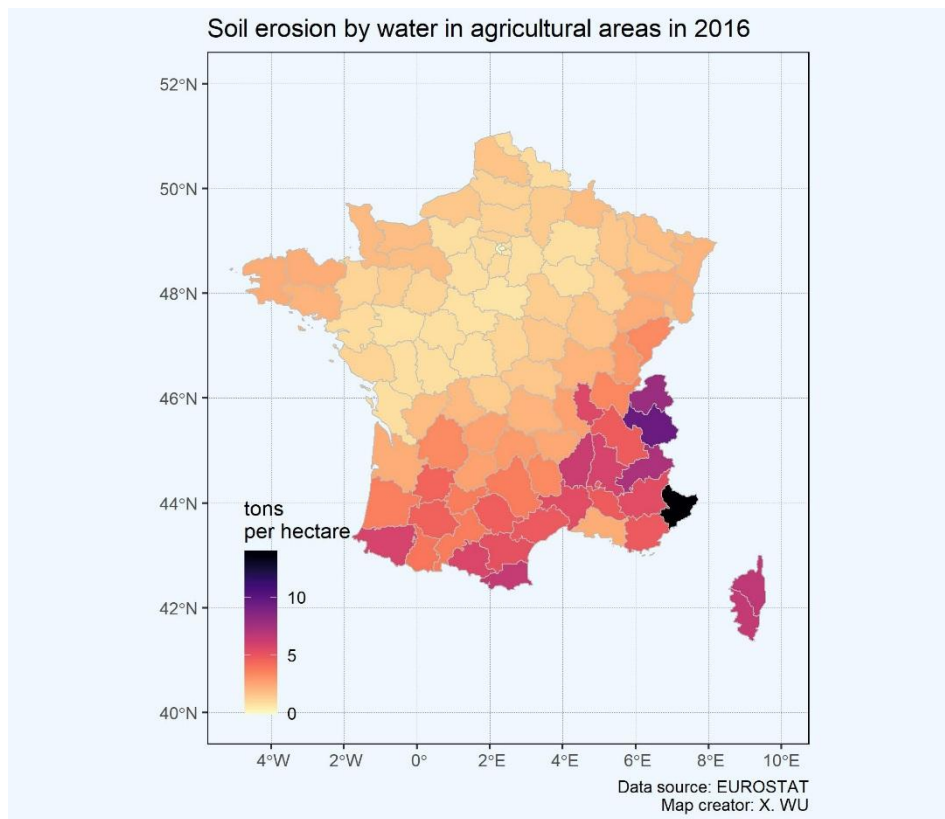 Soil erosion by water in agricultural areas in 2016
52°N
50°N
48°N
46°N
44°N
42°N
40°N
tons
per hectare
10
5
0
4°W
2°W
0°
2°E
4°E
6°E
8°E
10°E
Data source: EUROSTAT
Map creator: X. WU